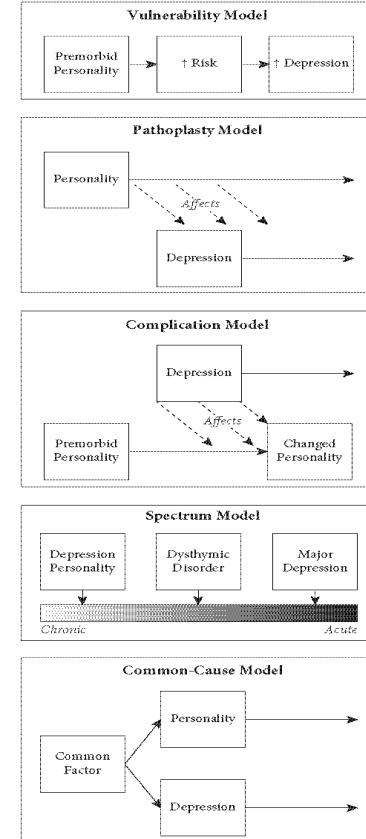 Vulnerability Model
Premorbid
Personality
↑ Risk
↑ Depression
Pathoplasty Model
Personality
Affects
Depression
Complication Model
Depression
Affects
Premorbid
Personality
Changed
Personality
Spectrum Model
Depression
Personality
Dysthymic
Disorder
Major
Depression
Chronic
Acute
Common-Cause Model
Personality
Common
Factor
Depression